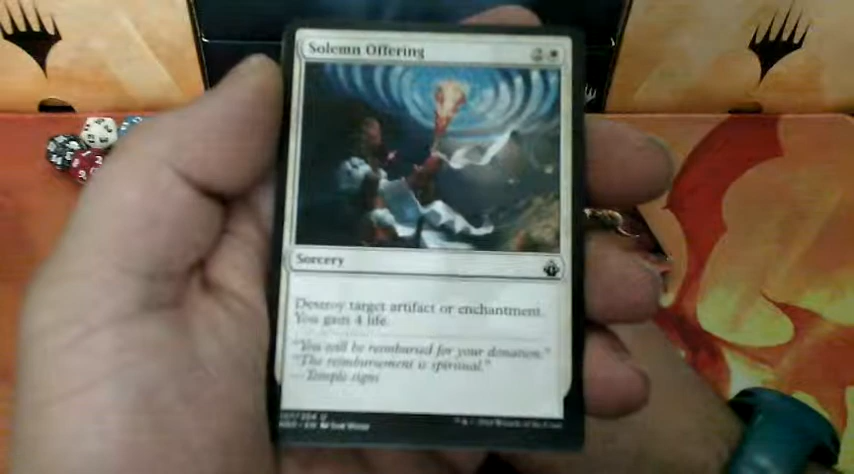 Solemn Offering
2
Sorcery
Destroy target artifact or enchantment.
You gain 4 life.
"You will be reimbursed for your donation."
"The reimbursement is spiritual."
—Temple signs